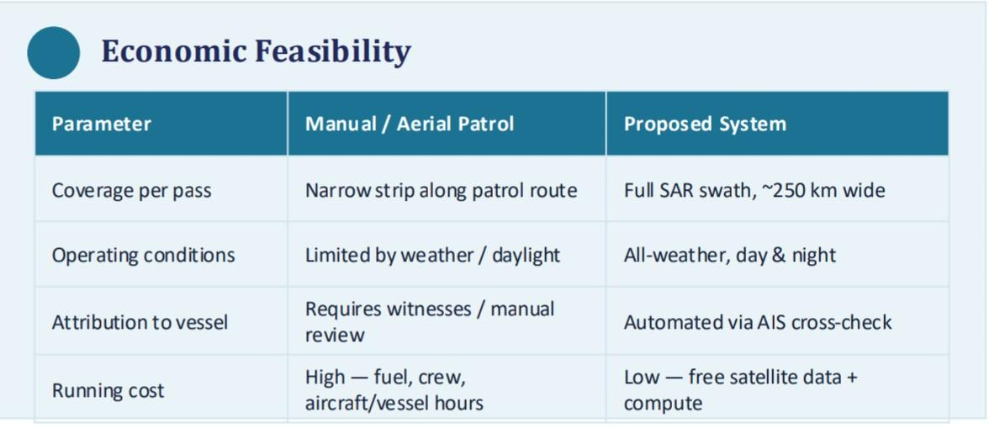 Economic Feasibility
Parameter Manual / Aerial Patrol Proposed System
Coverage per pass Narrow strip along patrol route Full SAR swath, ~250 km wide
Operating conditions Limited by weather / daylight All-weather, day & night
Attribution to vessel Requires witnesses / manual
review Automated via AIS cross-check
Running cost High — fuel, crew,
aircraft/vessel hours Low — free satellite data +
compute